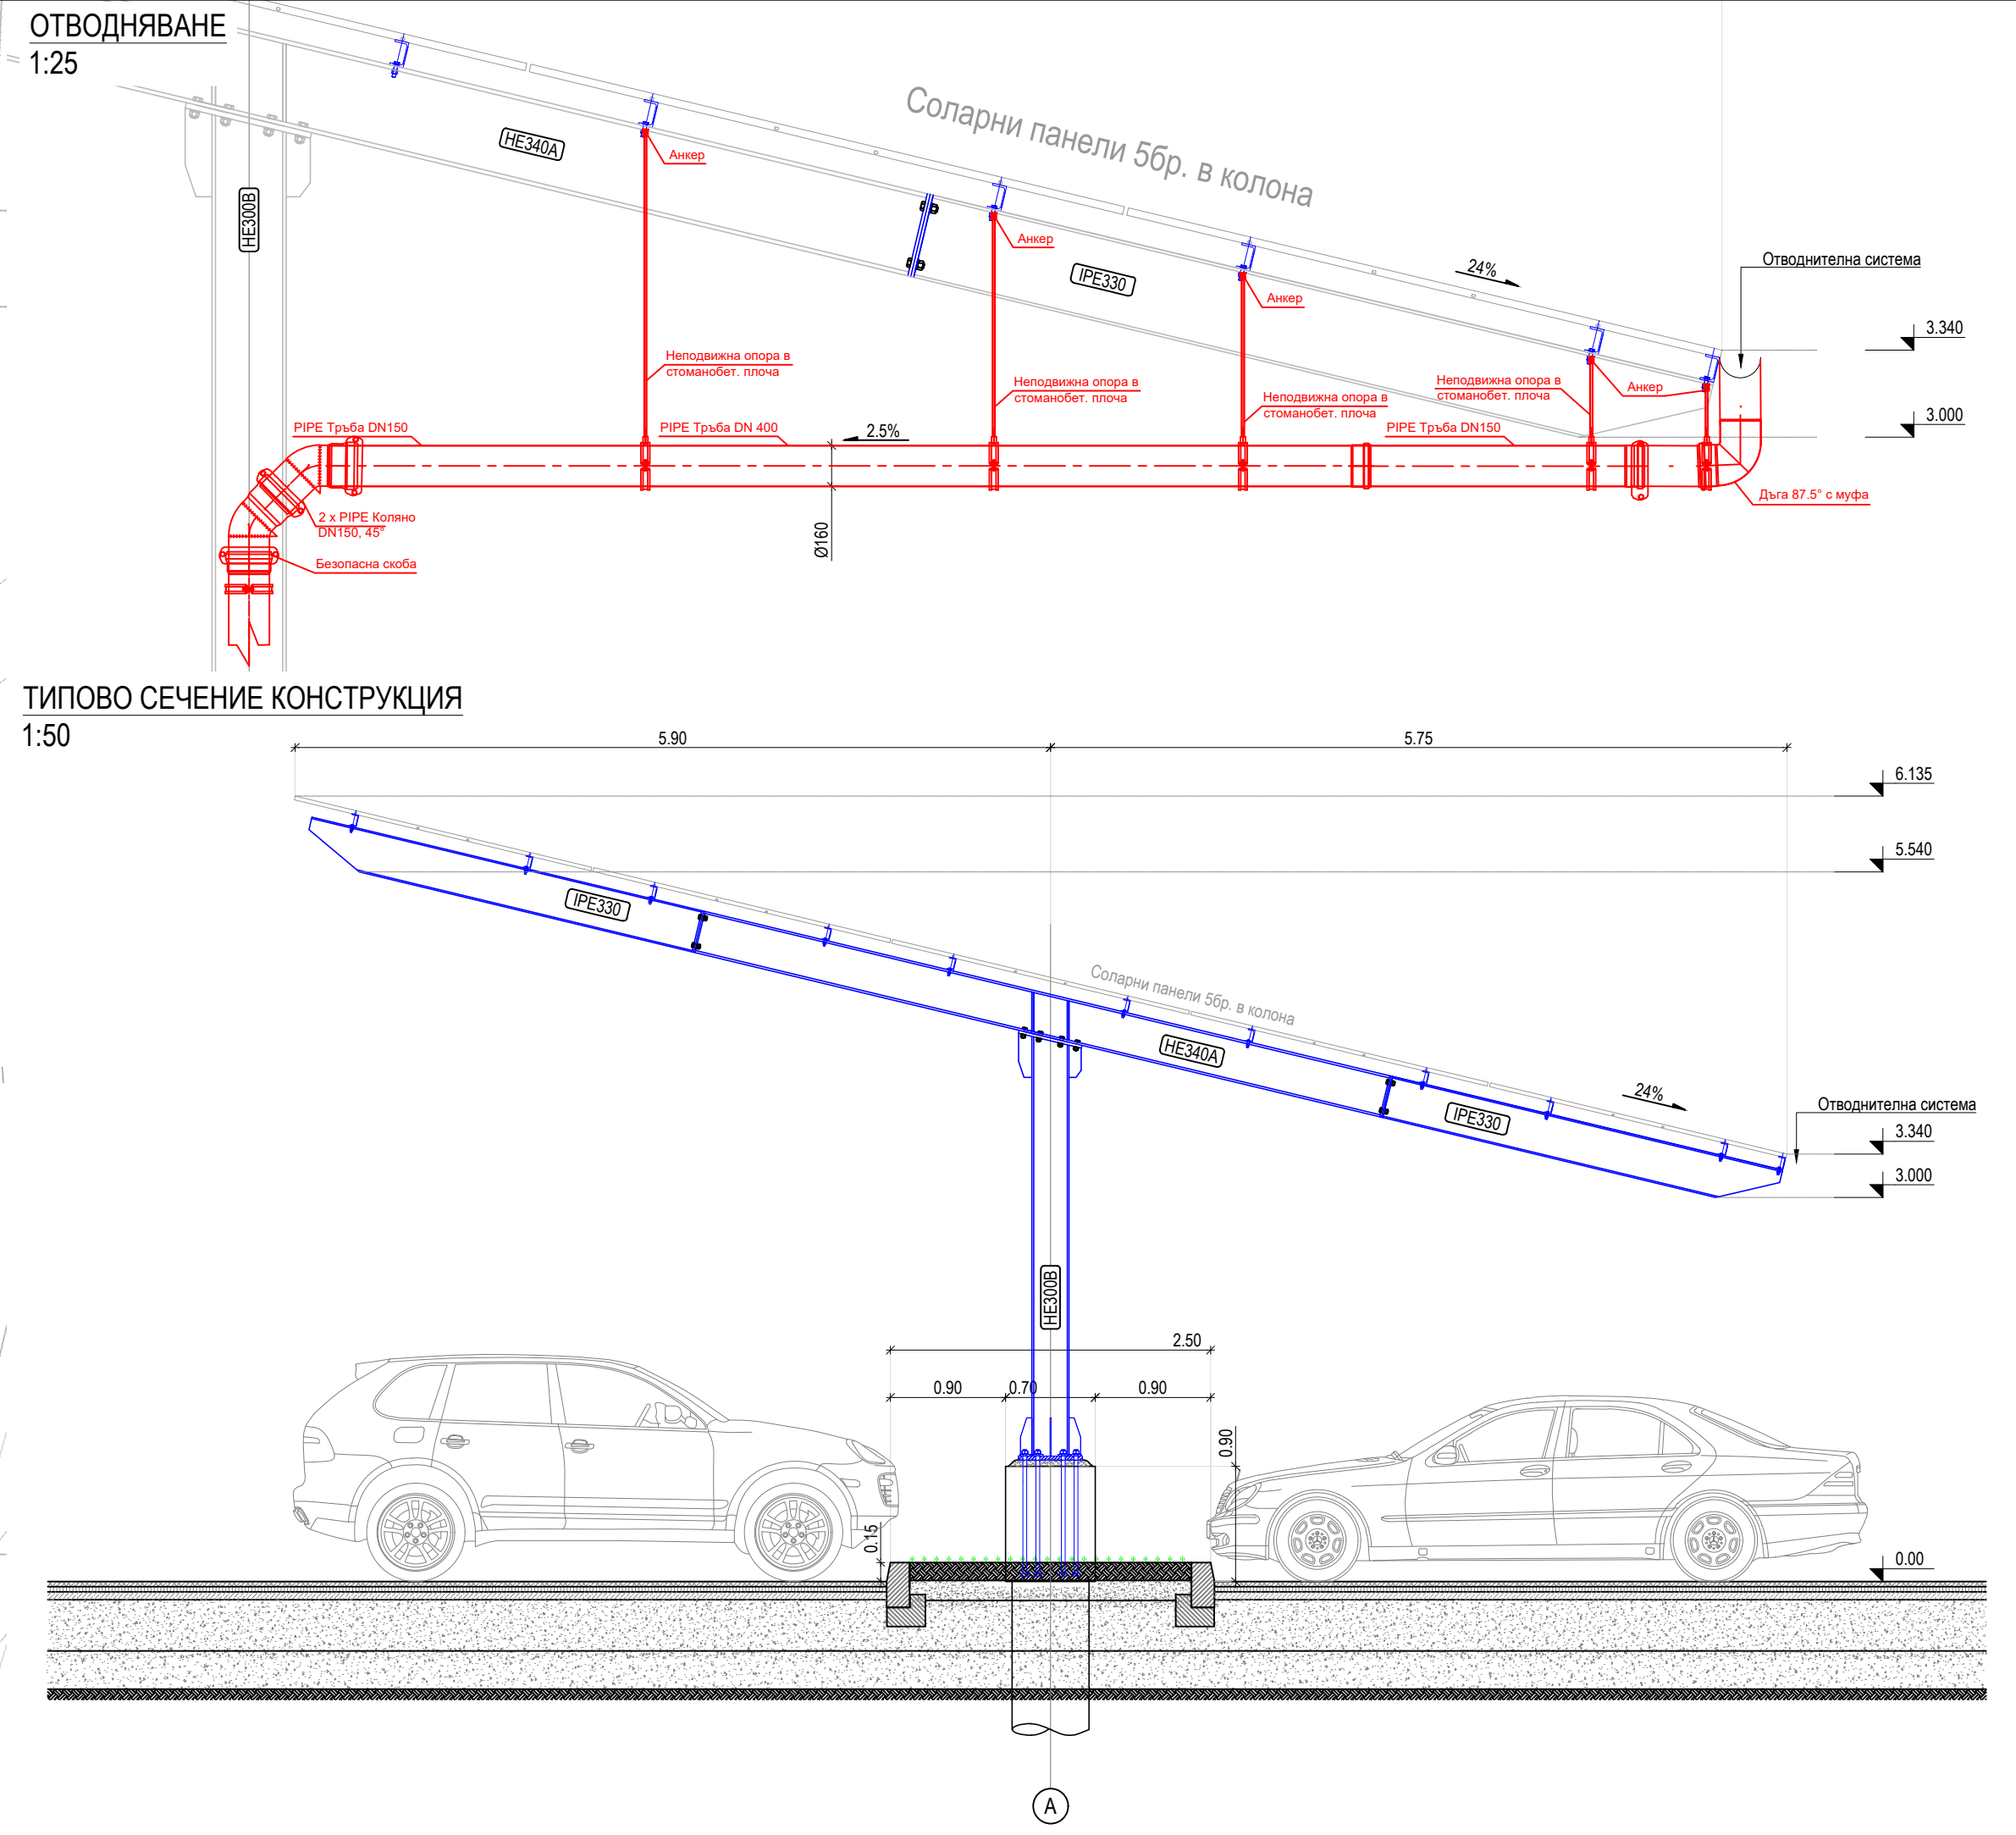 ОТВОДНЯВАНЕ
1:25
Соларни панели 5бр. в колона
HE340A
Анкер
HE300B
Анкер
IPE330
24%
Отводнителна система
Анкер
3.340
Неподвижна опора в
стоманобет. плоча
Неподвижна опора в
стоманобет. плоча
Неподвижна опора в
стоманобет. плоча
Неподвижна опора в
стоманобет. плоча
Анкер
3.000
PIPE Тръба DN150
PIPE Тръба DN 400
2.5%
PIPE Тръба DN150
Дъга 87.5° с муфа
2 x PIPE Коляно
DN150, 45°
Ø160
Безопасна скоба
ТИПОВО СЕЧЕНИЕ КОНСТРУКЦИЯ
1:50
5.90
5.75
6.135
5.540
IPE330
Соларни панели 5бр. в колона
HE340A
24%
IPE330
Отводнителна система
3.340
3.000
HE300B
2.50
0.90
0.70
0.90
0.90
0.15
0.00
A